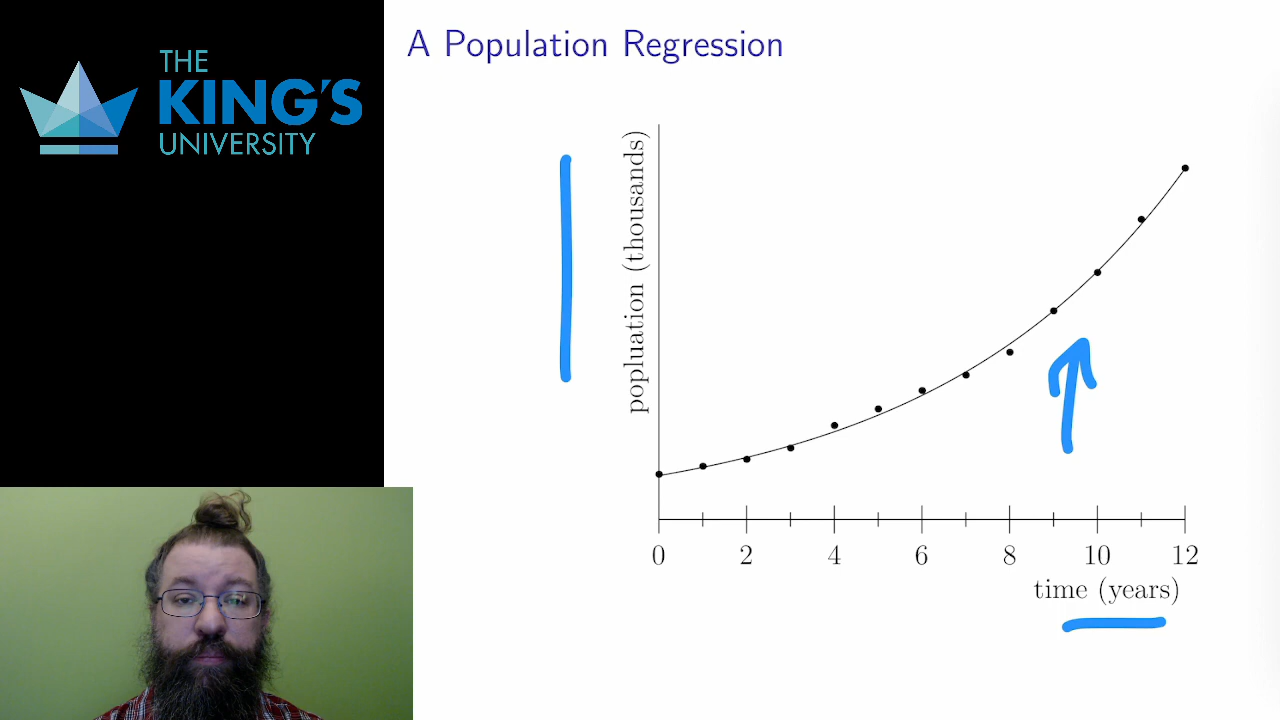 THE
KING'S
UNIVERSITY
A Population Regression
popluation (thousands)
0 2 4 6 8 10 12
time (years)